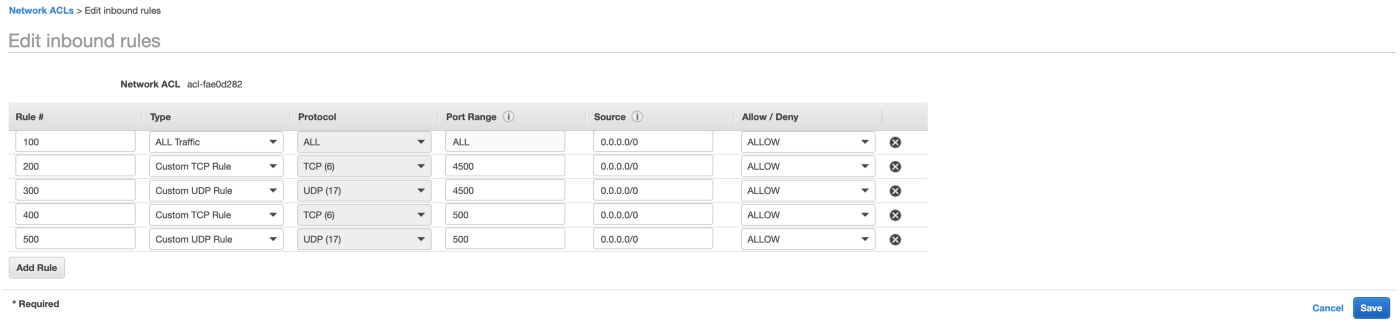 Network ACLs > Edit inbound rules
Edit inbound rules
Network ACL acl-fae0d282
Rule # Type Protocol Port Range i Source i Allow / Deny
100 ALL Traffic ALL ALL 0.0.0.0/0 ALLOW
200 Custom TCP Rule TCP (6) 4500 0.0.0.0/0 ALLOW
300 Custom UDP Rule UDP (17) 4500 0.0.0.0/0 ALLOW
400 Custom TCP Rule TCP (6) 500 0.0.0.0/0 ALLOW
500 Custom UDP Rule UDP (17) 500 0.0.0.0/0 ALLOW
Add Rule
* Required
Cancel Save